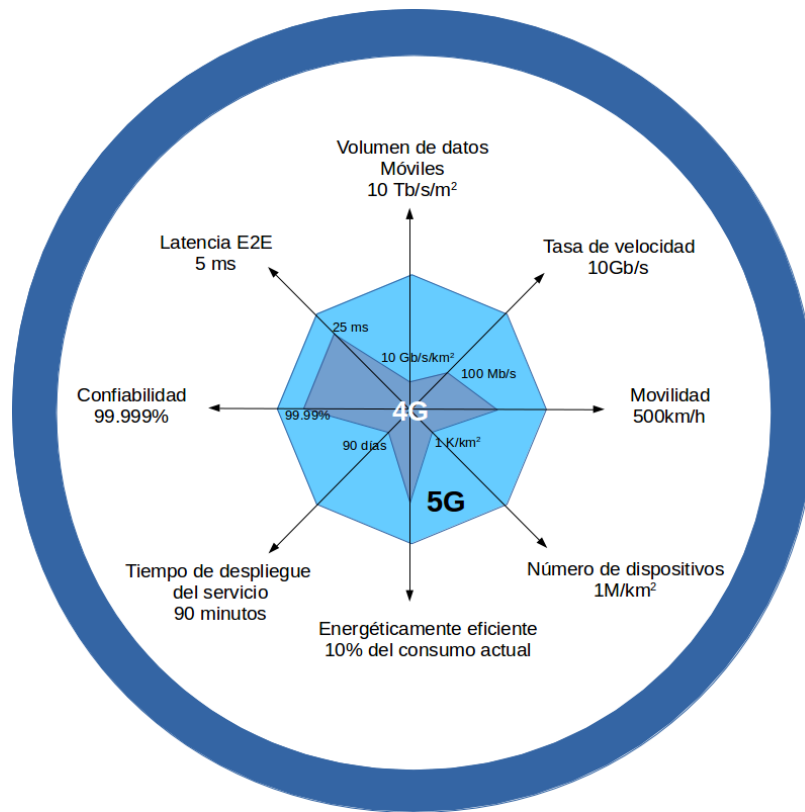 Volumen de datos
Móviles
10 Tb/s/m²
Latencia E2E
5 ms
Tasa de velocidad
10Gb/s
25 ms
10 Gb/s/km²
100 Mb/s
Confiabilidad
99.999%
99.99%
4G
Movilidad
500km/h
90 días
1 K/km²
5G
Tiempo de despliegue
del servicio
90 minutos
Energéticamente eficiente
10% del consumo actual
Número de dispositivos
1M/km²